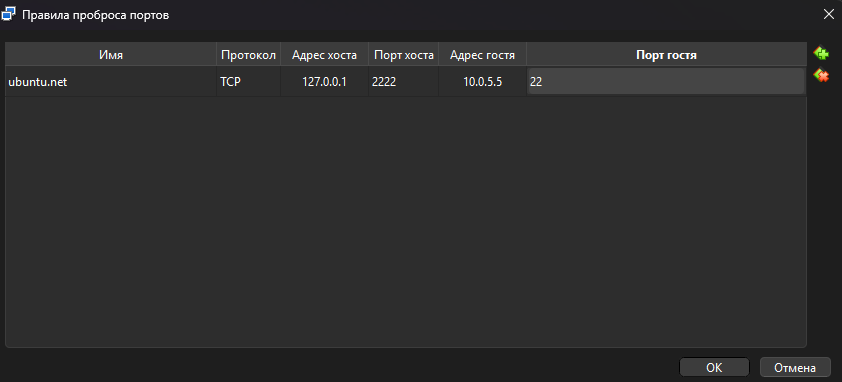 Правила проброса портов
Имя Протокол Адрес хоста Порт хоста Адрес гостя Порт гостя
ubuntu.net TCP 127.0.0.1 2222 10.0.5.5 22
OK Отмена